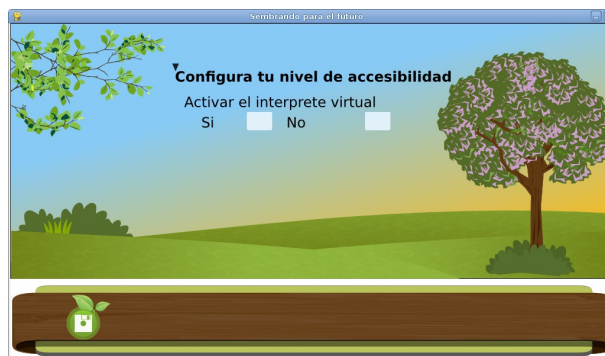 Sembrando para el futuro
Configura tu nivel de accesibilidad
Activar el interprete virtual
Si No